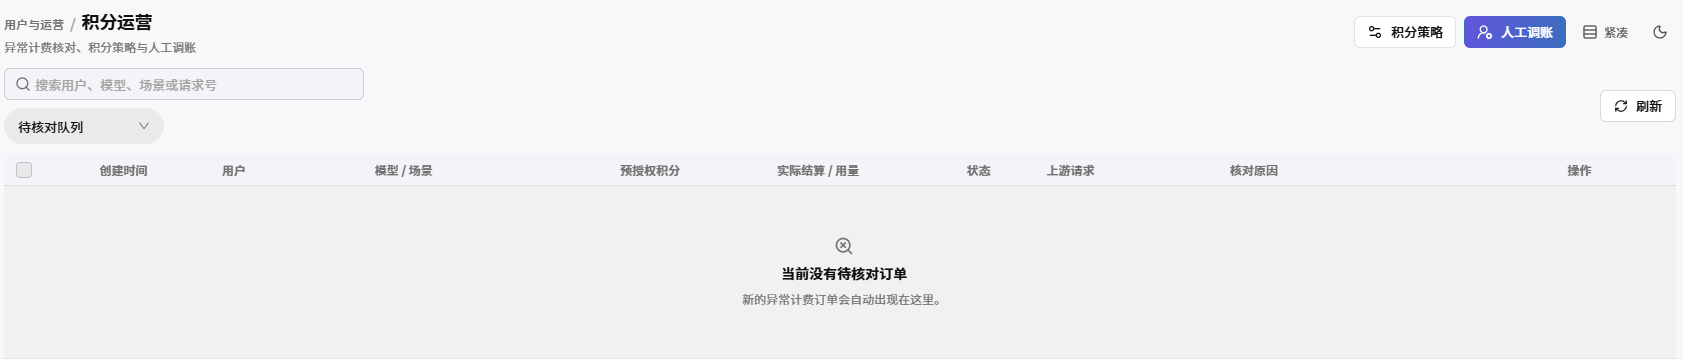 用户与运营 / 积分运营
异常计费核对、积分策略与人工调账
积分策略
人工调账
紧凑
搜索用户、模型、场景或请求号
待核对队列
刷新
创建时间 用户 模型 / 场景 预授权积分 实际结算 / 用量 状态 上游请求 核对原因 操作
当前没有待核对订单
新的异常计费订单会自动出现在这里。